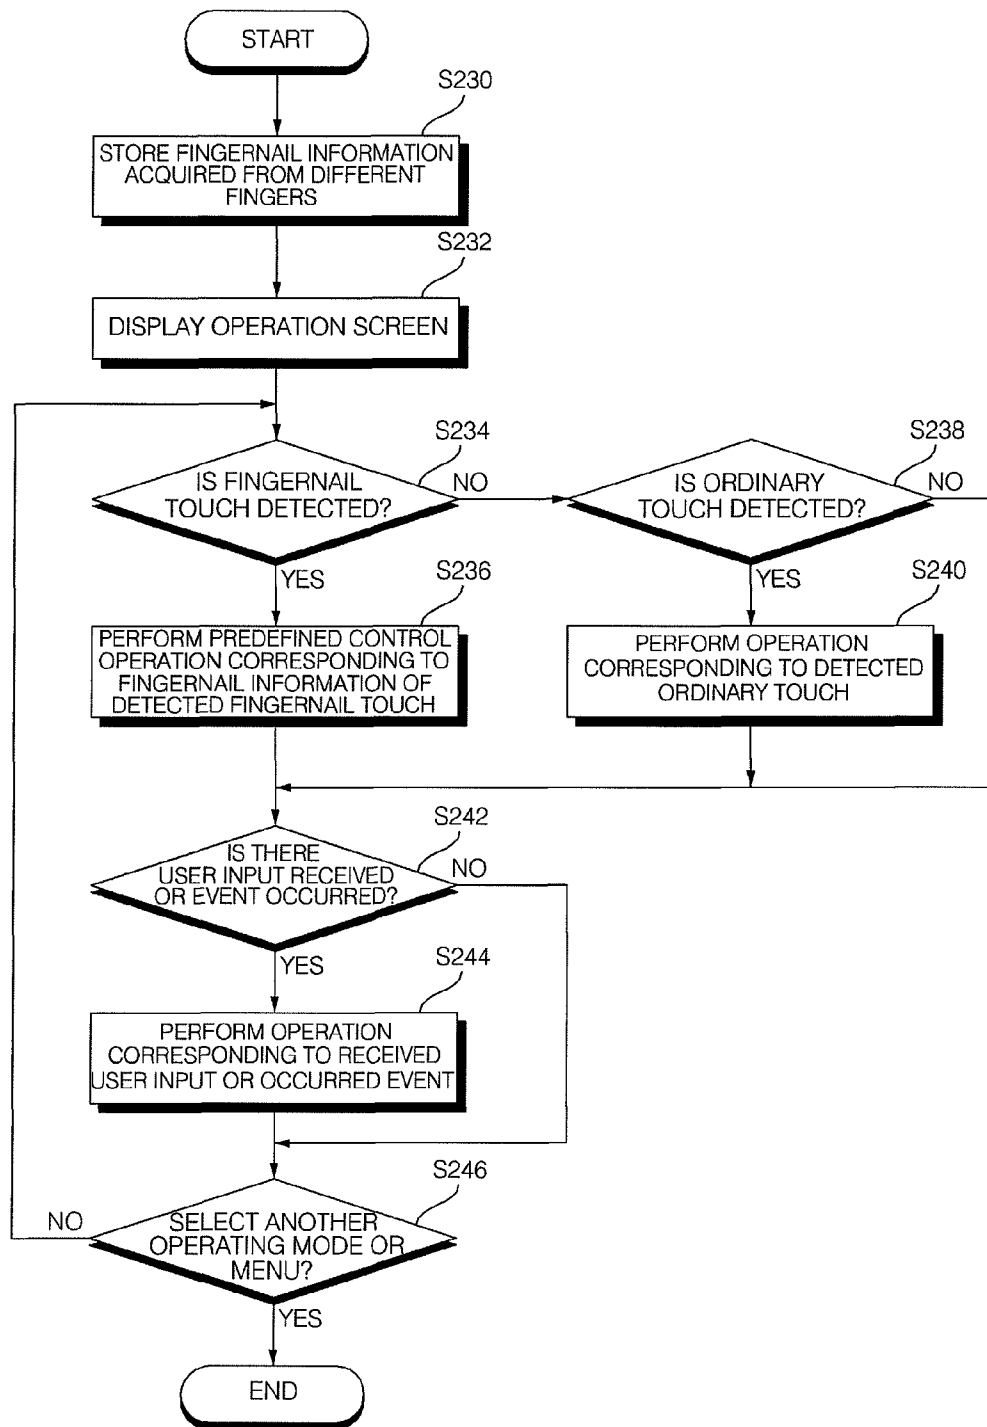 START
S230
STORE FINGERNAIL INFORMATION
ACQUIRED FROM DIFFERENT
FINGERS
S232
DISPLAY OPERATION SCREEN
S234
IS FINGERNAIL
TOUCH DETECTED?
NO
S238
IS ORDINARY
TOUCH DETECTED?
NO
YES
S236
PERFORM PREDEFINED CONTROL
OPERATION CORRESPONDING TO
FINGERNAIL INFORMATION OF
DETECTED FINGERNAIL TOUCH
YES
S240
PERFORM OPERATION
CORRESPONDING TO DETECTED
ORDINARY TOUCH
S242
IS THERE
USER INPUT RECEIVED
OR EVENT OCCURRED?
NO
YES
S244
PERFORM OPERATION
CORRESPONDING TO RECEIVED
USER INPUT OR OCCURRED EVENT
S246
NO
SELECT ANOTHER
OPERATING MODE OR
MENU?
YES
END